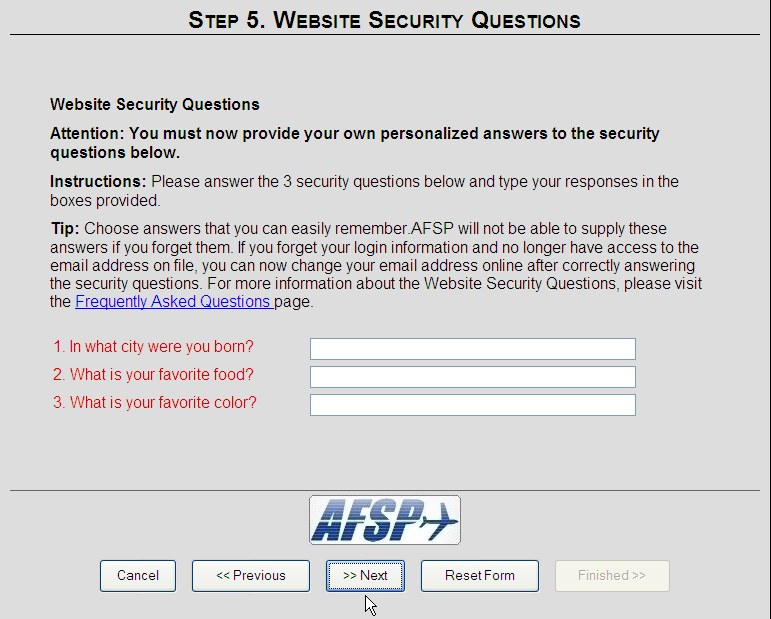 STEP 5. WEBSITE SECURITY QUESTIONS
Website Security Questions
Attention: You must now provide your own personalized answers to the security
questions below.
Instructions: Please answer the 3 security questions below and type your responses in the
boxes provided.
Tip: Choose answers that you can easily remember.AFSP will not be able to supply these
answers if you forget them. If you forget your login information and no longer have access to the
email address on file, you can now change your email address online after correctly answering
the security questions. For more information about the Website Security Questions, please visit
the Frequently Asked Questions page.
1. In what city were you born?
2. What is your favorite food?
3. What is your favorite color?
AFSP
Cancel << Previous >> Next Reset Form Finished >>